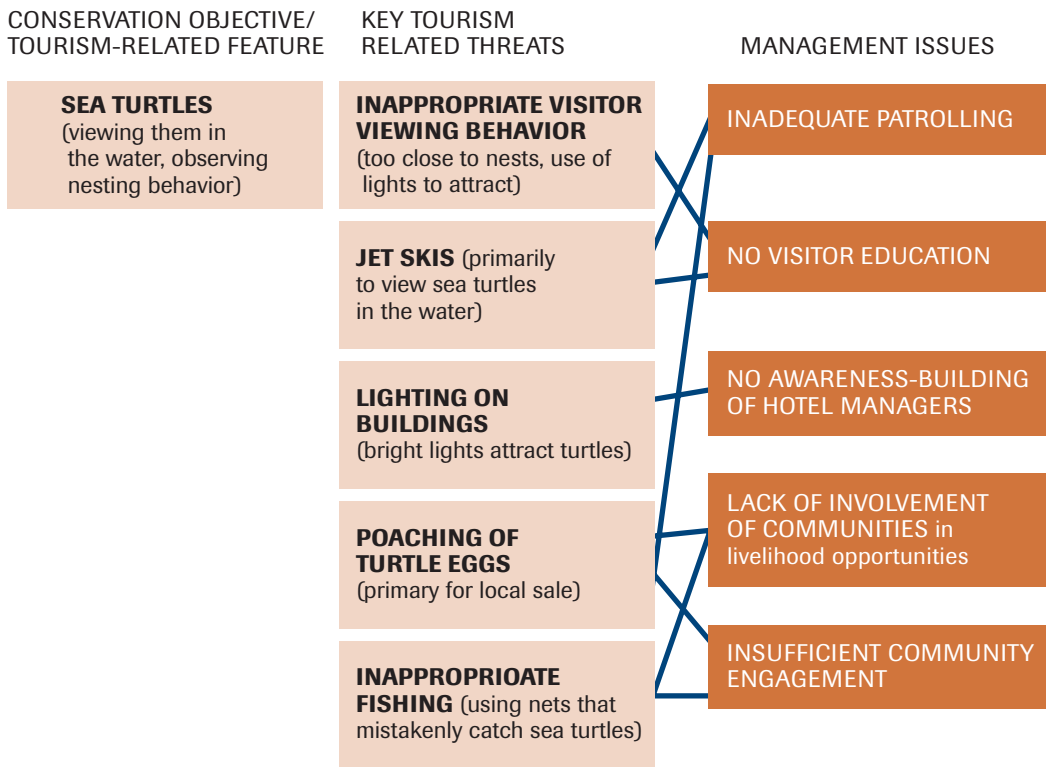 CONSERVATION OBJECTIVE/
TOURISM-RELATED FEATURE
KEY TOURISM
RELATED THREATS
MANAGEMENT ISSUES
SEA TURTLES
(viewing them in
the water, observing
nesting behavior)
INAPPROPRIATE VISITOR
VIEWING BEHAVIOR
(too close to nests, use of
lights to attract)
JET SKIS (primarily
to view sea turtles
in the water)
LIGHTING ON
BUILDINGS
(bright lights attract turtles)
POACHING OF
TURTLE EGGS
(primary for local sale)
INAPPROPRIOATE
FISHING (using nets that
mistakenly catch sea turtles)
INADEQUATE PATROLLING
NO VISITOR EDUCATION
NO AWARENESS-BUILDING
OF HOTEL MANAGERS
LACK OF INVOLVEMENT
OF COMMUNITIES in
livelihood opportunities
INSUFFICIENT COMMUNITY
ENGAGEMENT